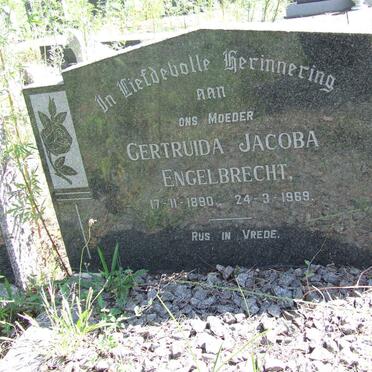 In Liefdevolle Herinnering
AAN
ONS MOEDER
GERTRUIDA JACOBA
ENGELBRECHT,
17-11-1890. 24-3-1969.
RUS IN VREDE.